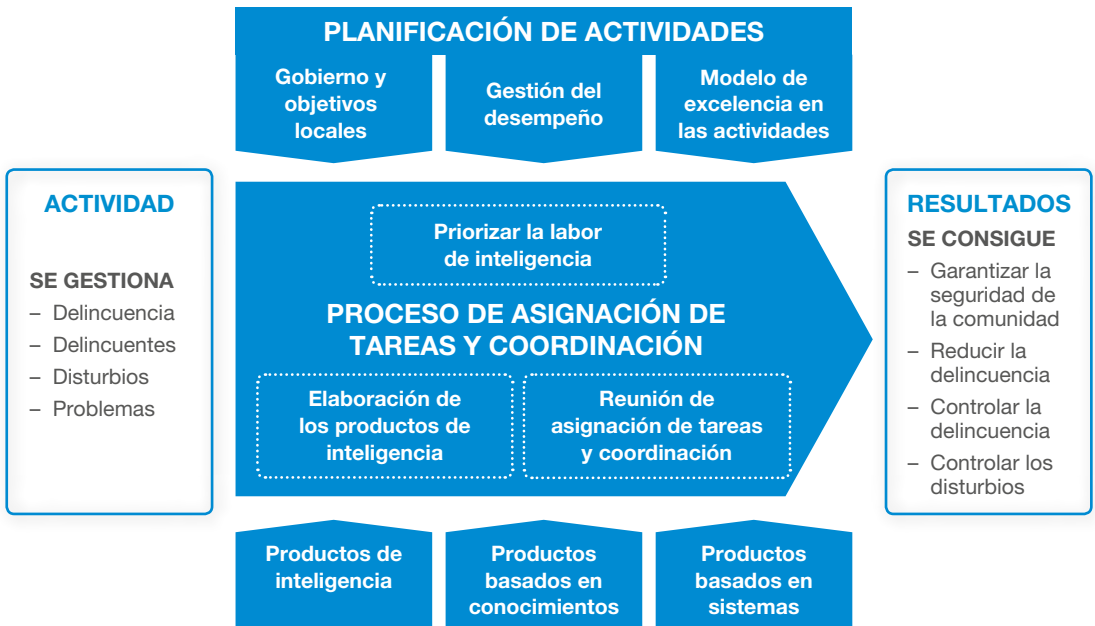 PLANIFICACIÓN DE ACTIVIDADES
Gobierno y
objetivos
locales
Gestión del
desempeño
Modelo de
excelencia en
las actividades
ACTIVIDAD
SE GESTIONA
– Delincuencia
– Delincuentes
– Disturbios
– Problemas
Priorizar la labor
de inteligencia
PROCESO DE ASIGNACIÓN DE
TAREAS Y COORDINACIÓN
Elaboración de
los productos de
inteligencia
Reunión de
asignación de tareas
y coordinación
RESULTADOS
SE CONSIGUE
– Garantizar la
seguridad de
la comunidad
– Reducir la
delincuencia
– Controlar la
delincuencia
– Controlar los
disturbios
Productos de
inteligencia
Productos
basados en
conocimientos
Productos
basados en
sistemas